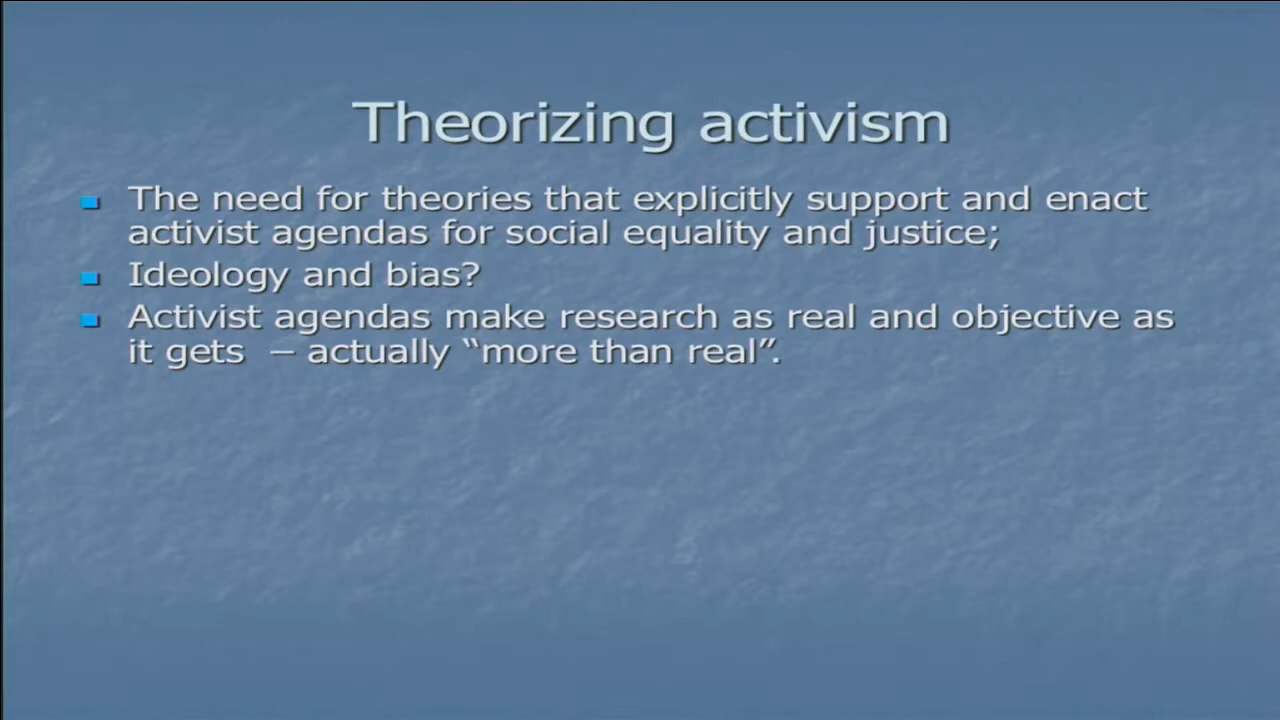 Theorizing activism
The need for theories that explicitly support and enact
activist agendas for social equality and justice;
Ideology and bias?
Activist agendas make research as real and objective as
it gets – actually “more than real”.